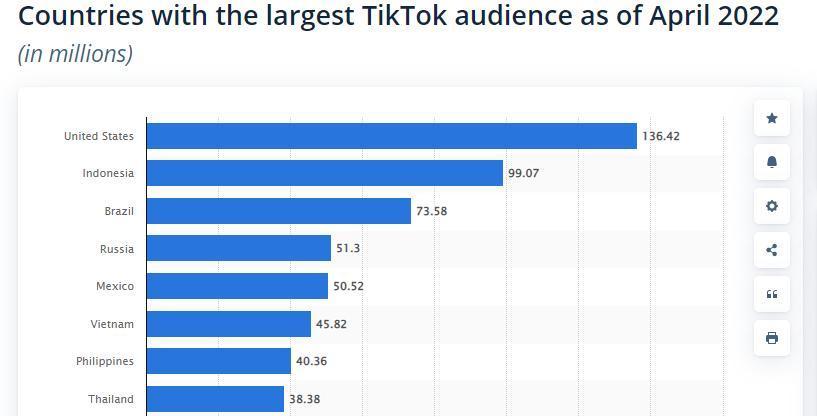 Countries with the largest TikTok audience as of April 2022
(in millions)
United States 136.42
Indonesia 99.07
Brazil 73.58
Russia 51.3
Mexico 50.52
Vietnam 45.82
Philippines 40.36
Thailand 38.38